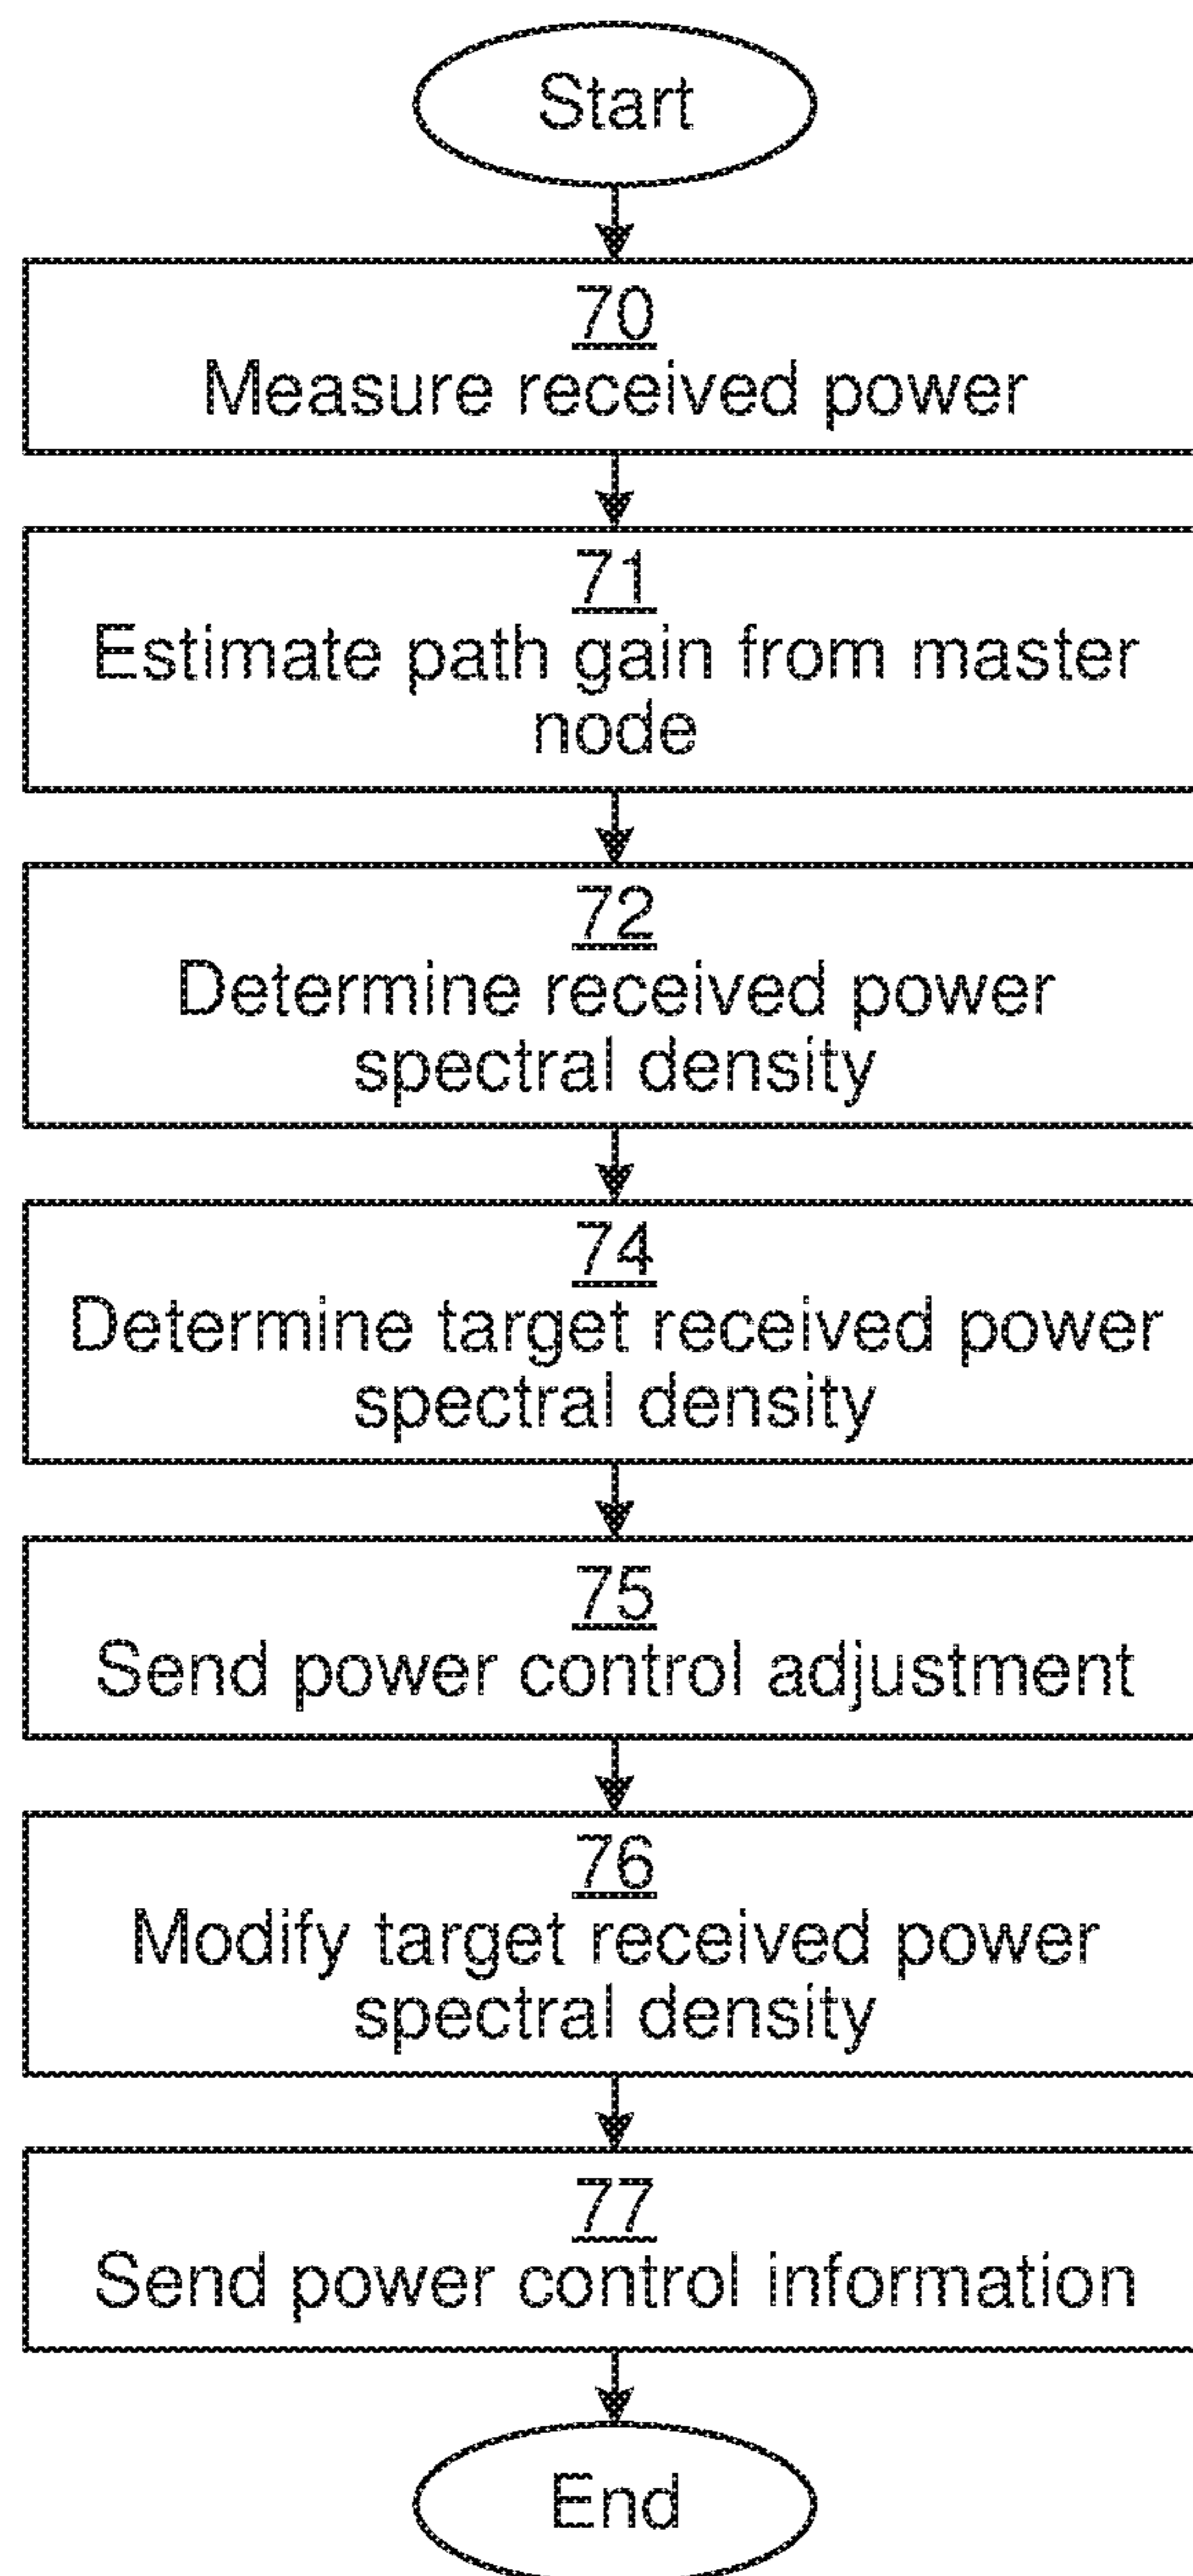 Start
70
Measure received power
71
Estimate path gain from master
node
72
Determine received power
spectral density
74
Determine target received power
spectral density
75
Send power control adjustment
76
Modify target received power
spectral density
77
Send power control information
End